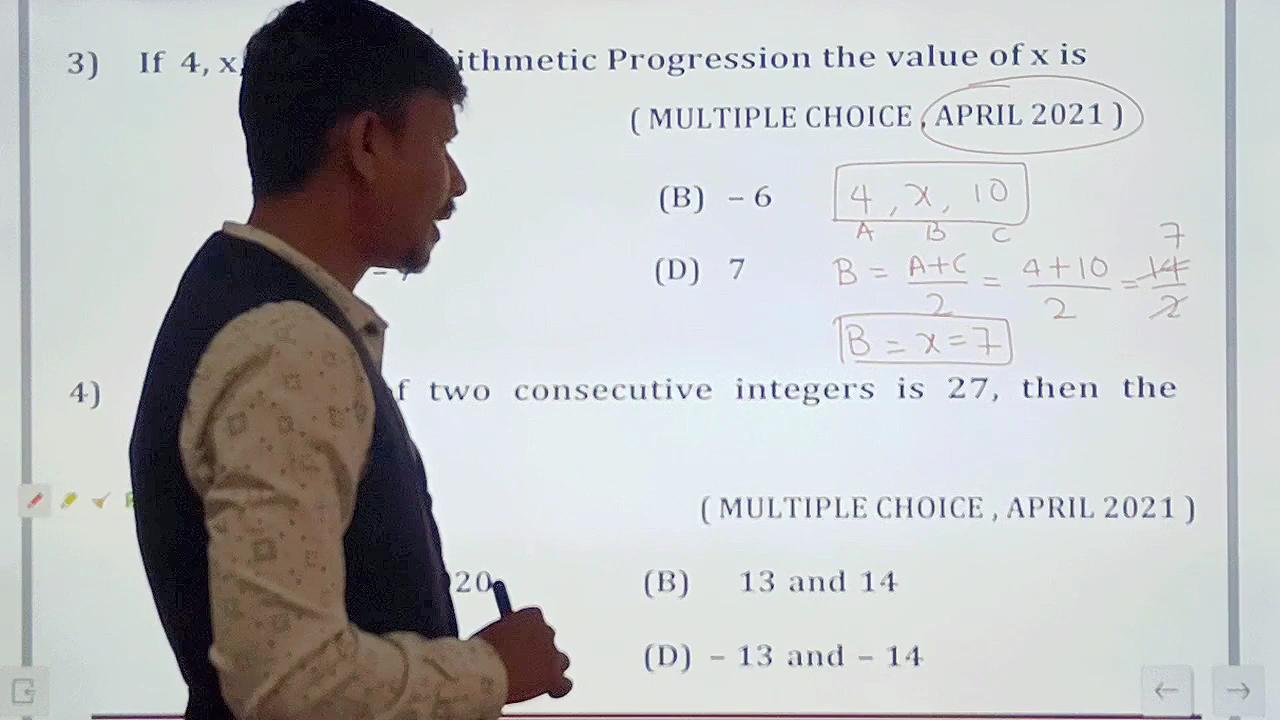 3) If 4, x, ithmetic Progression the value of x is
( MULTIPLE CHOICE , APRIL 2021 )
(B) – 6
4 , x , 10
A B C
(D) 7
B = A+C/2 = 4+10/2 = 14/2 7
B = x = 7
4) f two consecutive integers is 27, then the
( MULTIPLE CHOICE , APRIL 2021 )
20 (B) 13 and 14
(D) – 13 and – 14